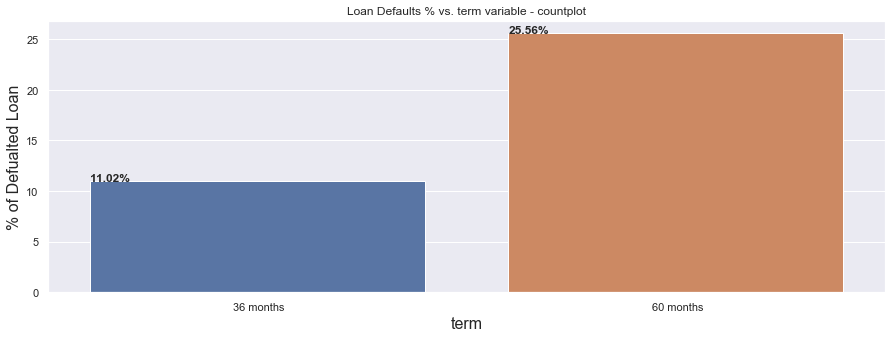 Loan Defaults % vs. term variable - countplot
% of Defualted Loan
25
20
15
10
5
0
11.02%
25.56%
36 months
60 months
term